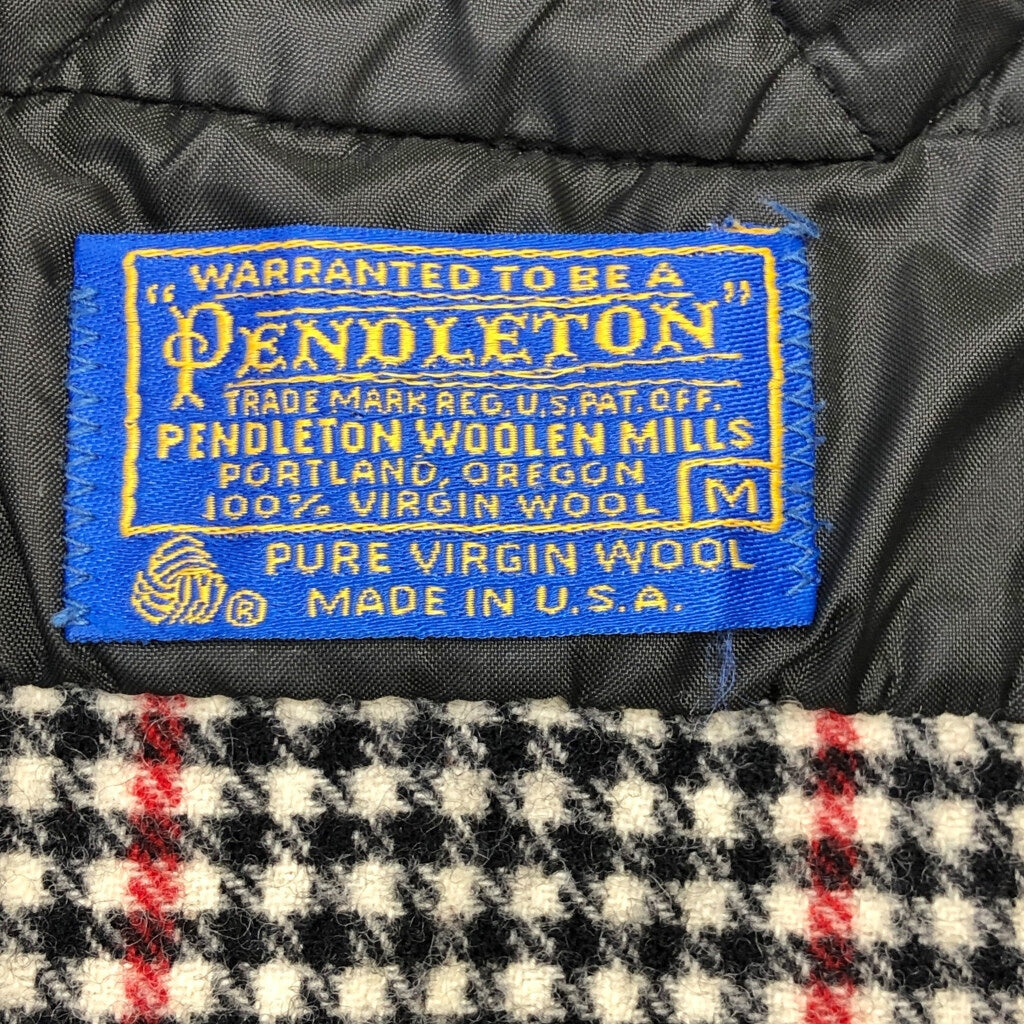 WARRANTED TO BE A
"PENDLETON"
TRADE MARK REG. U.S. PAT. OFF.
PENDLETON WOOLEN MILLS
PORTLAND, OREGON
100% VIRGIN WOOL M
PURE VIRGIN WOOL
® MADE IN U.S.A.